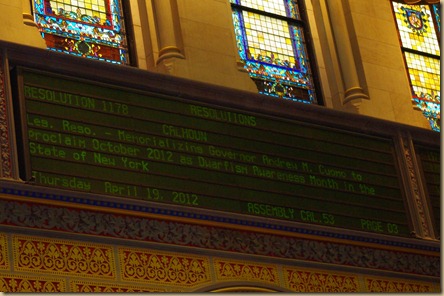 RESOLUTION 1178 RESOLUTIONS
CALHOUN
Leg. Reso. - Memorializing Governor Andrew M. Cuomo to
Proclaim October 2012 as Dwarfism Awareness Month in the
State of New York
Thursday April 19, 2012 ASSEMBLY CAL.53 PAGE 03